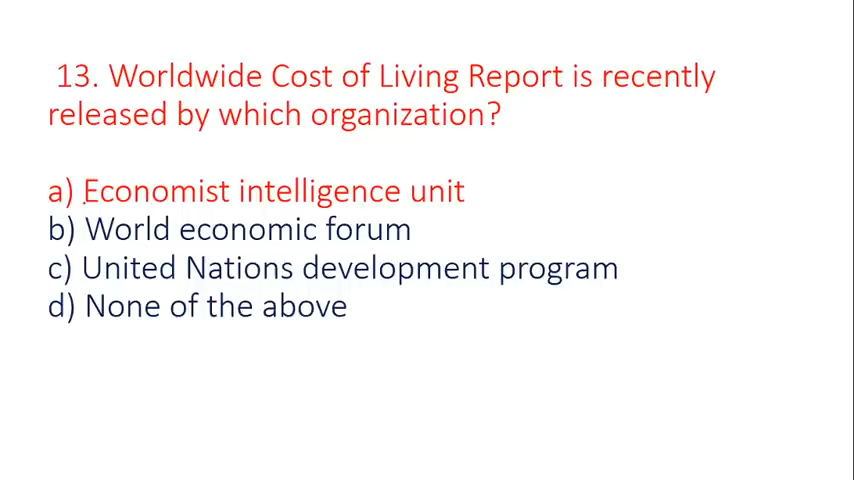 13. Worldwide Cost of Living Report is recently
released by which organization?
a) Economist intelligence unit
b) World economic forum
c) United Nations development program
d) None of the above